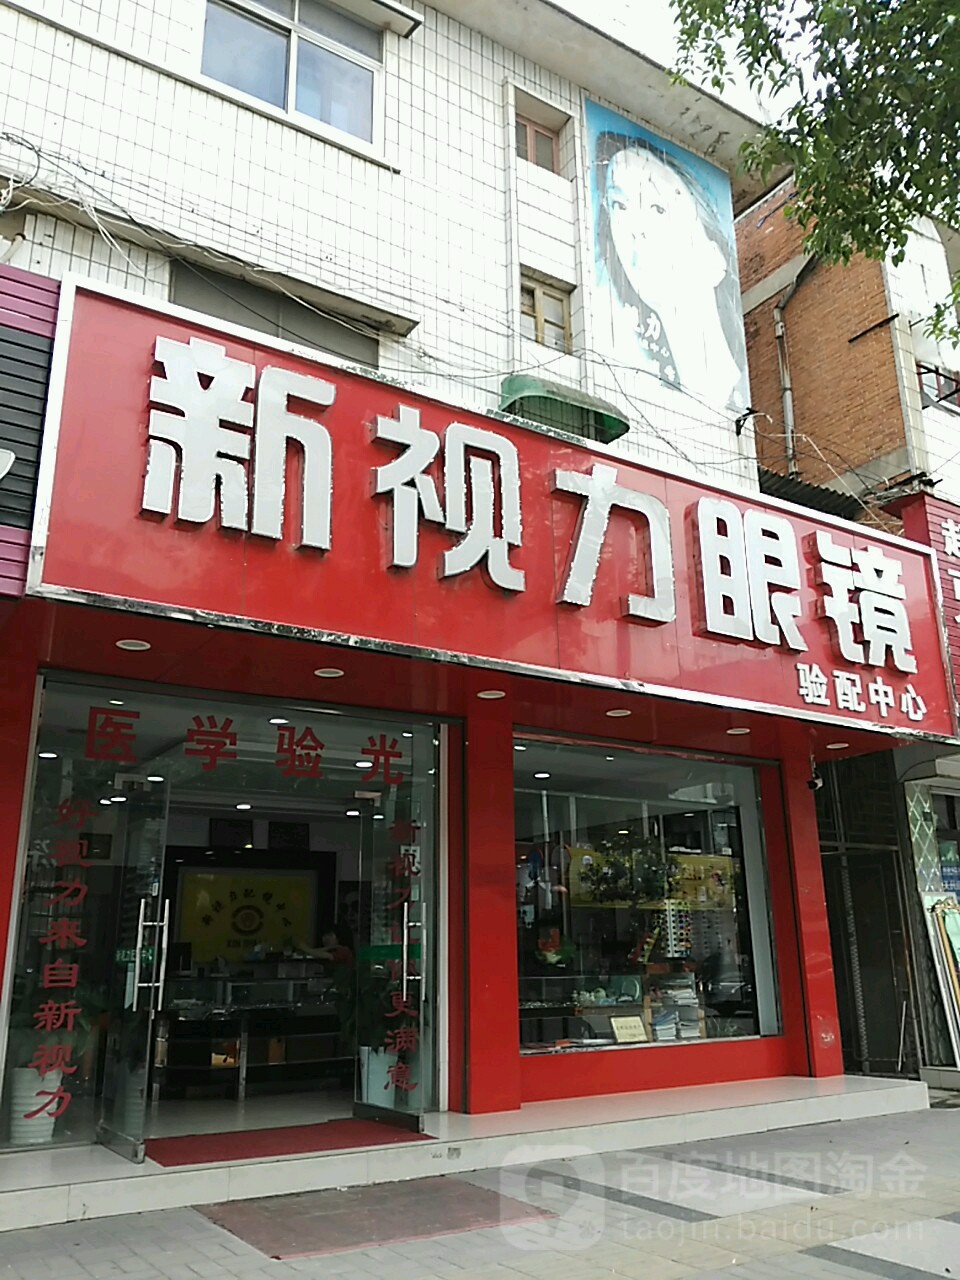 新视力眼镜
验配中心
医学验光
好视力来自新视力
更满意
力
百度地图淘金
taojin.baidu.com